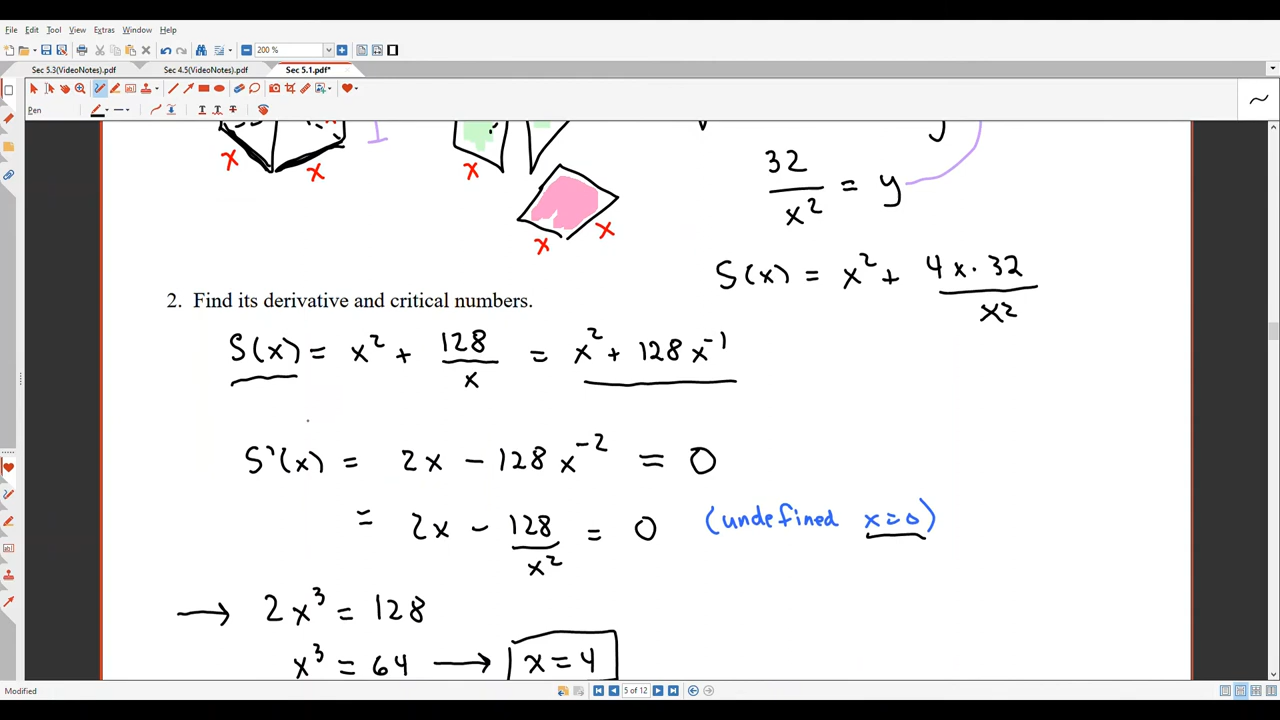 File Edit Tool View Extras Window Help
200 %
Sec 5.3(VideoNotes).pdf Sec 4.5(VideoNotes).pdf Sec 5.1.pdf*
Pen
x x x
x x
32/x² = y
S(x) = x² + 4x·32/x²
2. Find its derivative and critical numbers.
S(x) = x² + 128/x = x² + 128x⁻¹
S'(x) = 2x − 128x⁻² = 0
= 2x − 128/x² = 0 (undefined x=0)
→ 2x³ = 128
x³ = 64 → x = 4
Modified
5 of 12